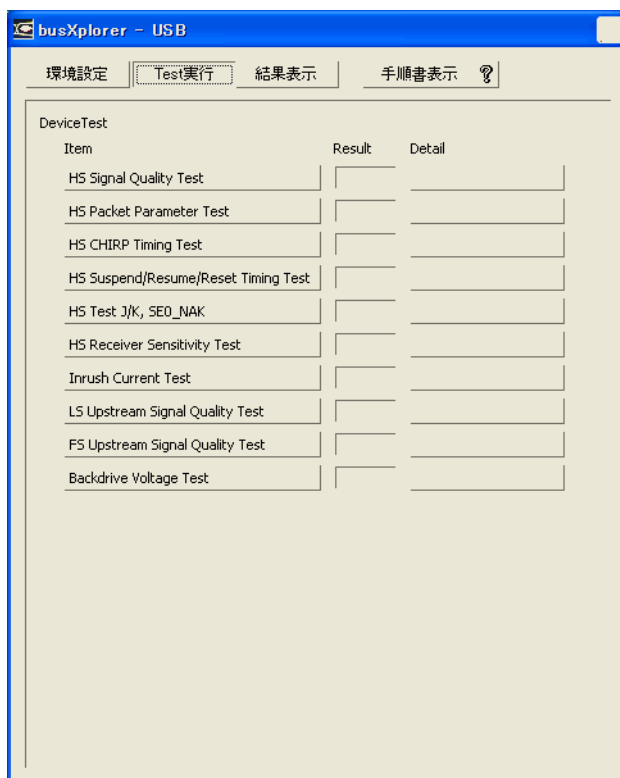 busXplorer - USB
環境設定 Test実行 結果表示 手順書表示 ?
DeviceTest
Item Result Detail
HS Signal Quality Test
HS Packet Parameter Test
HS CHIRP Timing Test
HS Suspend/Resume/Reset Timing Test
HS Test J/K, SE0_NAK
HS Receiver Sensitivity Test
Inrush Current Test
LS Upstream Signal Quality Test
FS Upstream Signal Quality Test
Backdrive Voltage Test